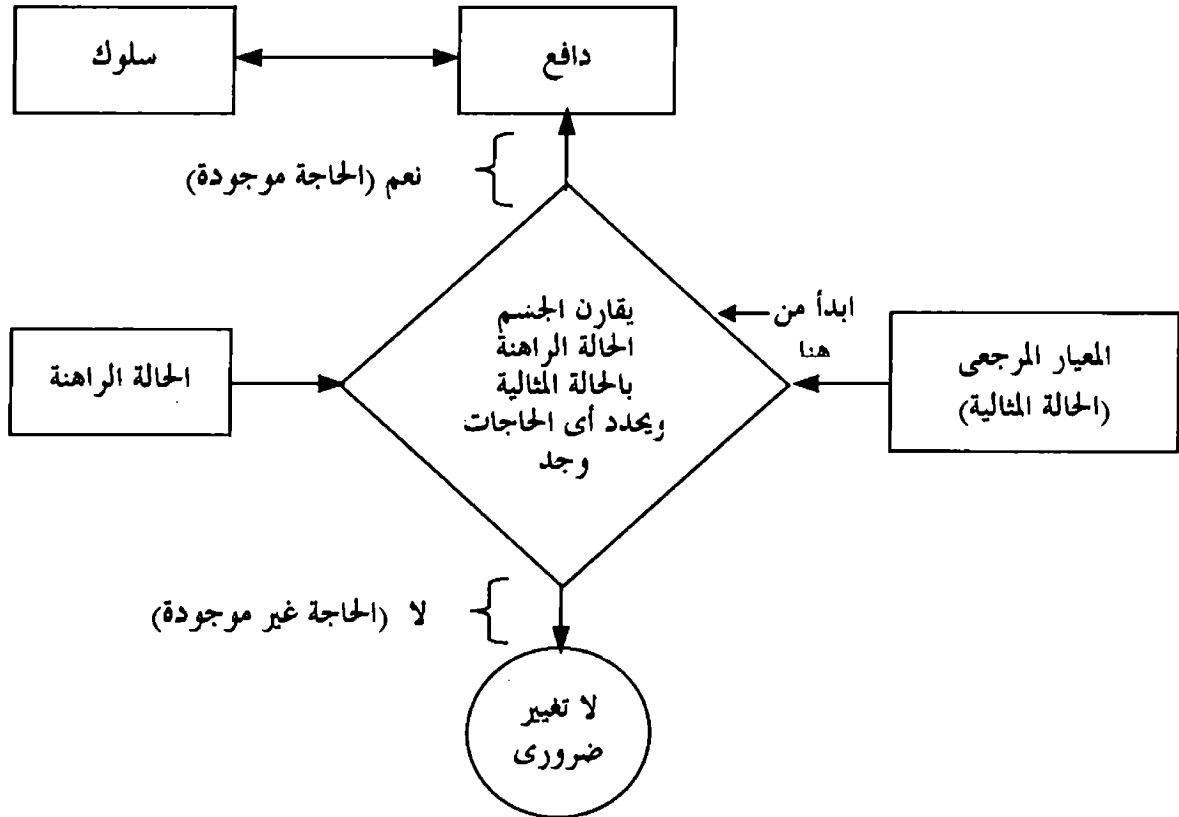 دافع
سلوك
نعم (الحاجة موجودة)
ابدأ من
هنا
المعيار المرجعى
(الحالة المثالية)
يقارن الجسم
الحالة الراهنة
بالحالة المثالية
ويحدد أى الحاجات
وجد
الحالة الراهنة
لا (الحاجة غير موجودة)
لا تغيير
ضرورى